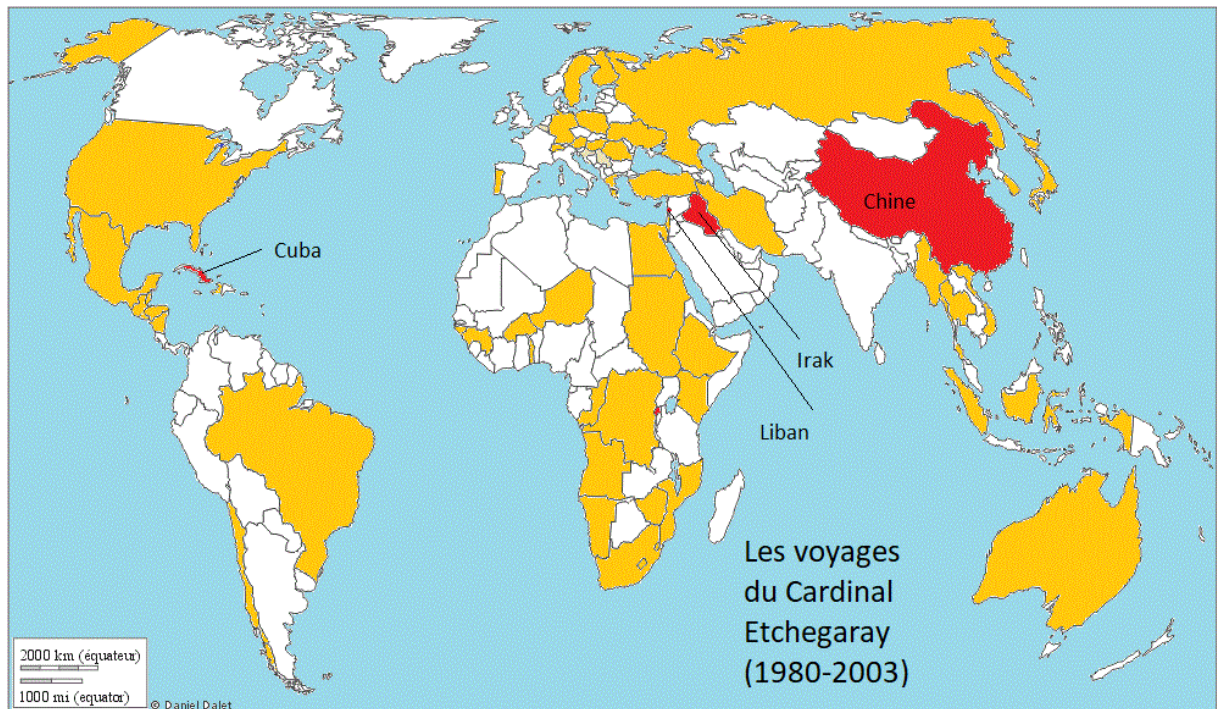 Chine
Cuba
Irak
Liban
Les voyages
du Cardinal
Etchegaray
(1980-2003)
2000 km (équateur)
1000 mi (equator)
© Daniel Dalet